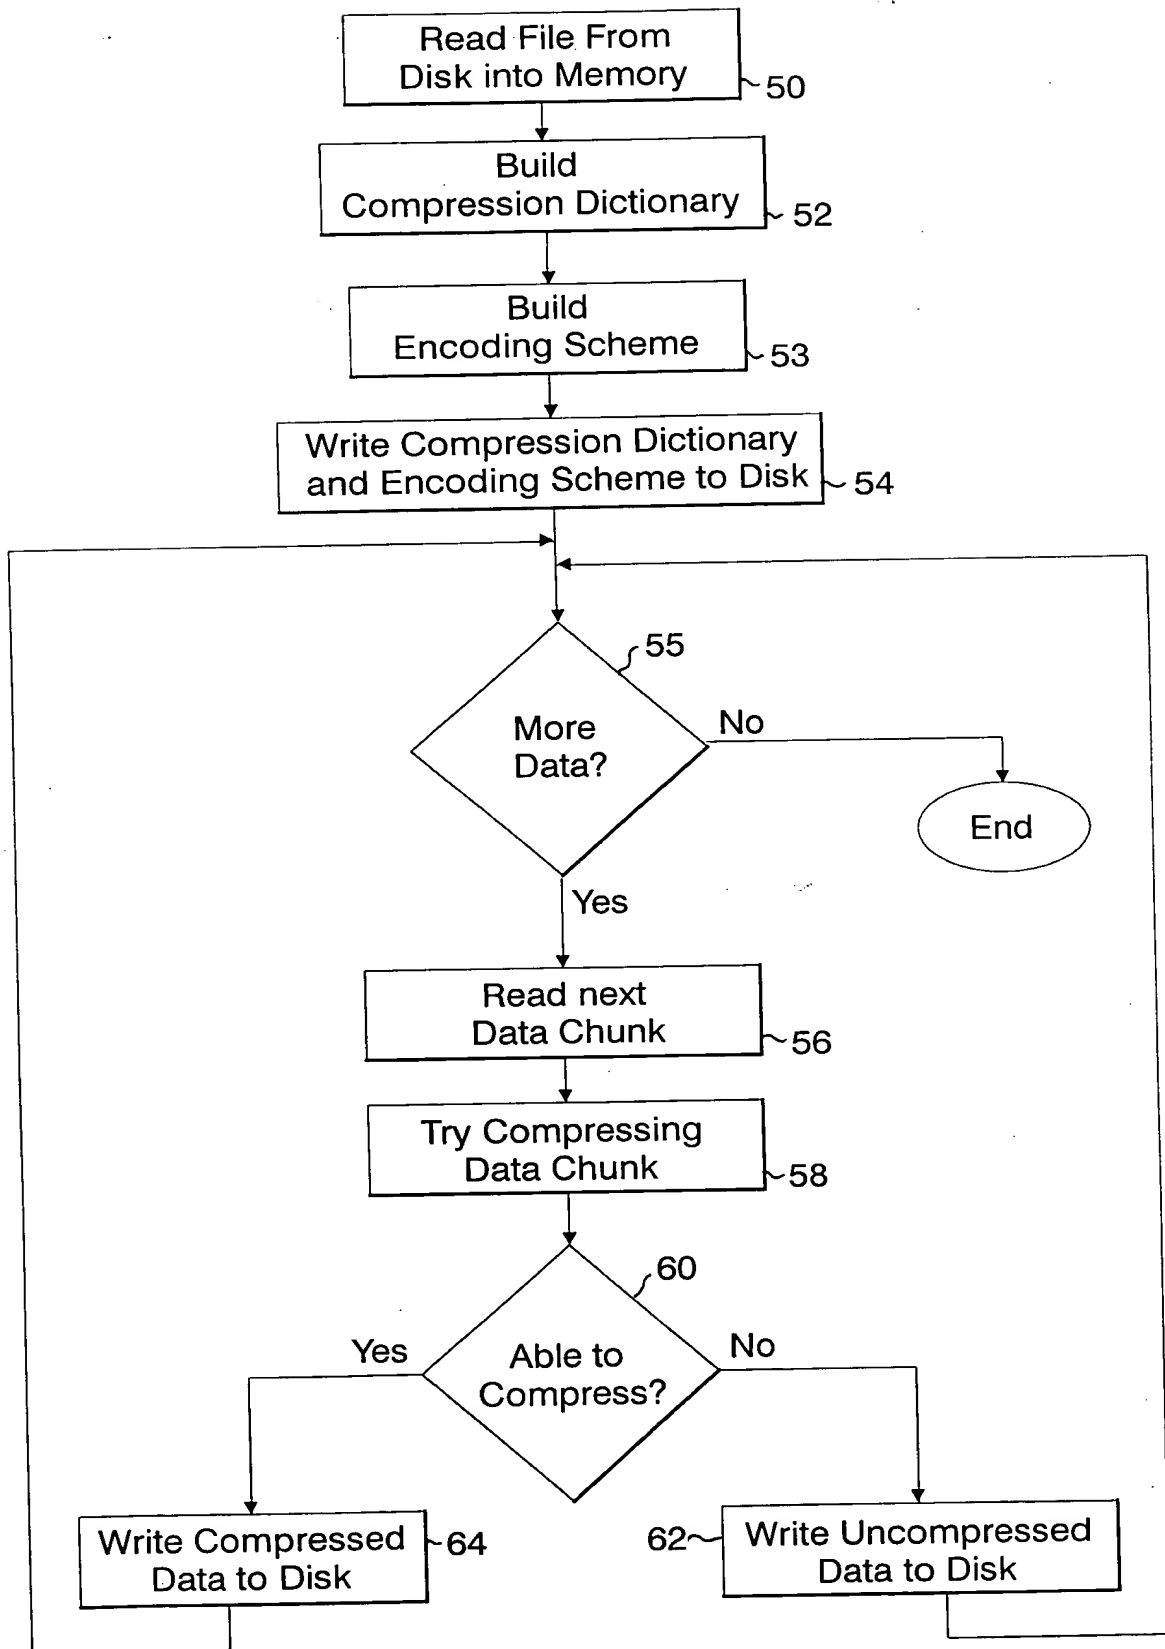 Read File From
Disk into Memory
50
Build
Compression Dictionary
52
Build
Encoding Scheme
53
Write Compression Dictionary
and Encoding Scheme to Disk
54
55
More
Data?
No
End
Yes
Read next
Data Chunk
56
Try Compressing
Data Chunk
58
60
Able to
Compress?
Yes
No
Write Compressed
Data to Disk
64
62
Write Uncompressed
Data to Disk